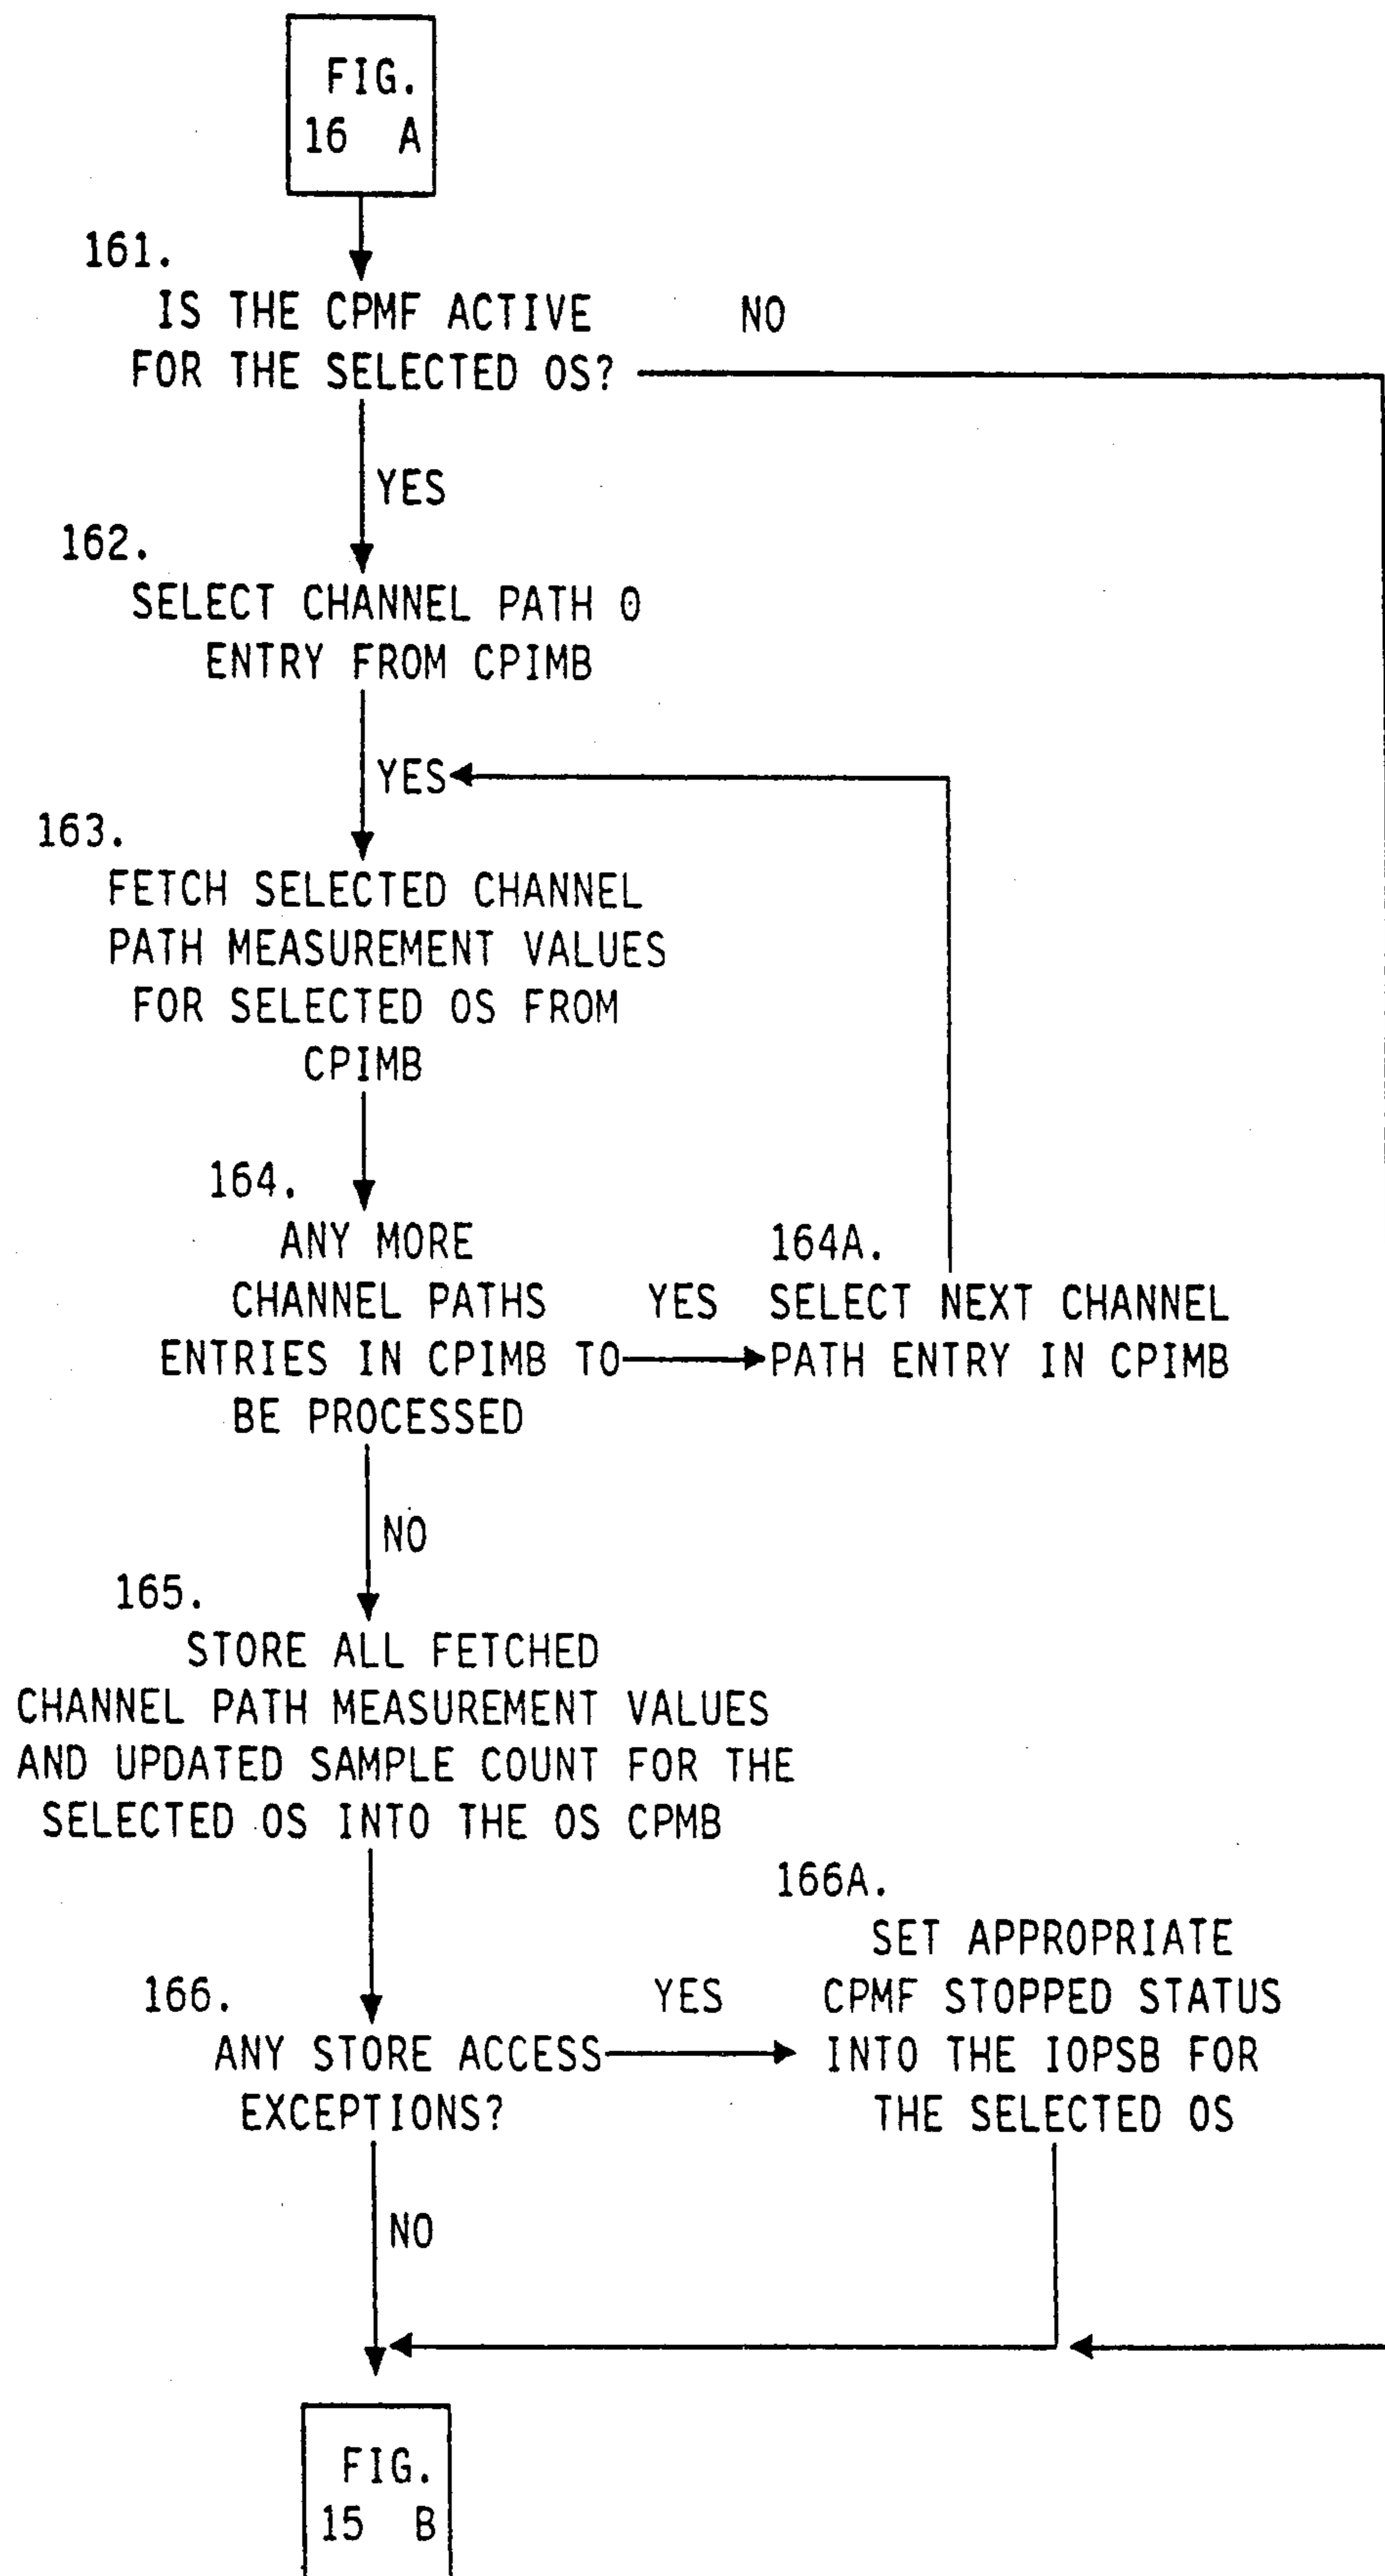 FIG.
16 A
161.
IS THE CPMF ACTIVE NO
FOR THE SELECTED OS?
YES
162.
SELECT CHANNEL PATH 0
ENTRY FROM CPIMB
YES
163.
FETCH SELECTED CHANNEL
PATH MEASUREMENT VALUES
FOR SELECTED OS FROM
CPIMB
164.
ANY MORE
CHANNEL PATHS
ENTRIES IN CPIMB TO
BE PROCESSED
YES
164A.
SELECT NEXT CHANNEL
PATH ENTRY IN CPIMB
NO
165.
STORE ALL FETCHED
CHANNEL PATH MEASUREMENT VALUES
AND UPDATED SAMPLE COUNT FOR THE
SELECTED OS INTO THE OS CPMB
166.
ANY STORE ACCESS
EXCEPTIONS?
YES
166A.
SET APPROPRIATE
CPMF STOPPED STATUS
INTO THE IOPSB FOR
THE SELECTED OS
NO
FIG.
15 B